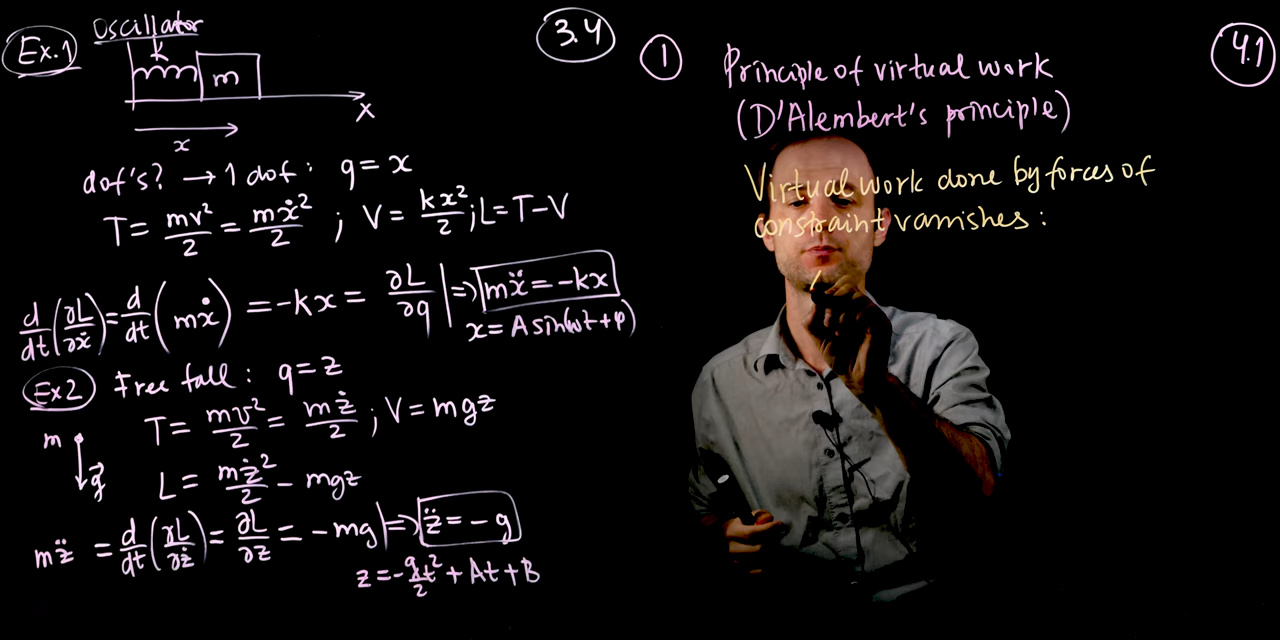 Ex.1 Oscillator
k
m
x
x
3.4
dof's? → 1 dof: q = x
T = mv²/2 = mẋ²/2 ; V = kx²/2 ; L = T - V
d/dt (∂L/∂ẋ) = d/dt (mẋ) = -kx = ∂L/∂q | ⇒ mẍ = -kx
x = A sin(ωt + φ)
Ex2 Free fall: q = z
T = mv²/2 = mż/2 ; V = mgz
m
g⃗
L = mż²/2 - mgz
mz̈ = d/dt (∂L/∂ż) = ∂L/∂z = -mg | ⇒ z̈ = -g
z = -g/2 t² + At + B
1 Principle of virtual work
(D'Alembert's principle)
4.1
Virtual work done by forces of
constraint vanishes: